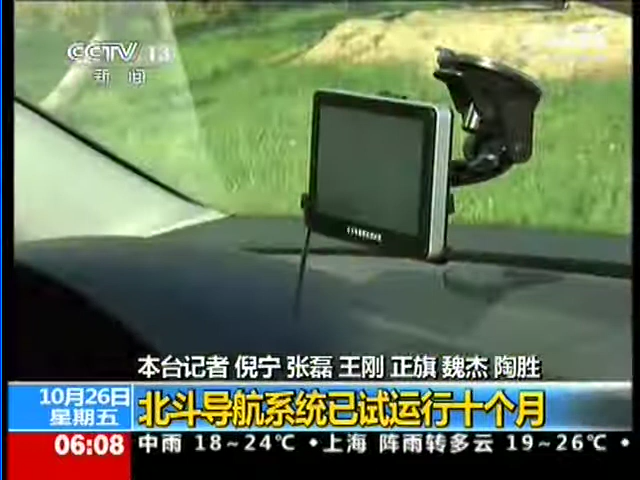 CCTV 13
新闻
本台记者 倪宁 张磊 王刚 正旗 魏杰 陶胜
10月26日
星期五
北斗导航系统已试运行十个月
06:08
中雨 18~24℃ •上海 阵雨转多云 19~26℃ •